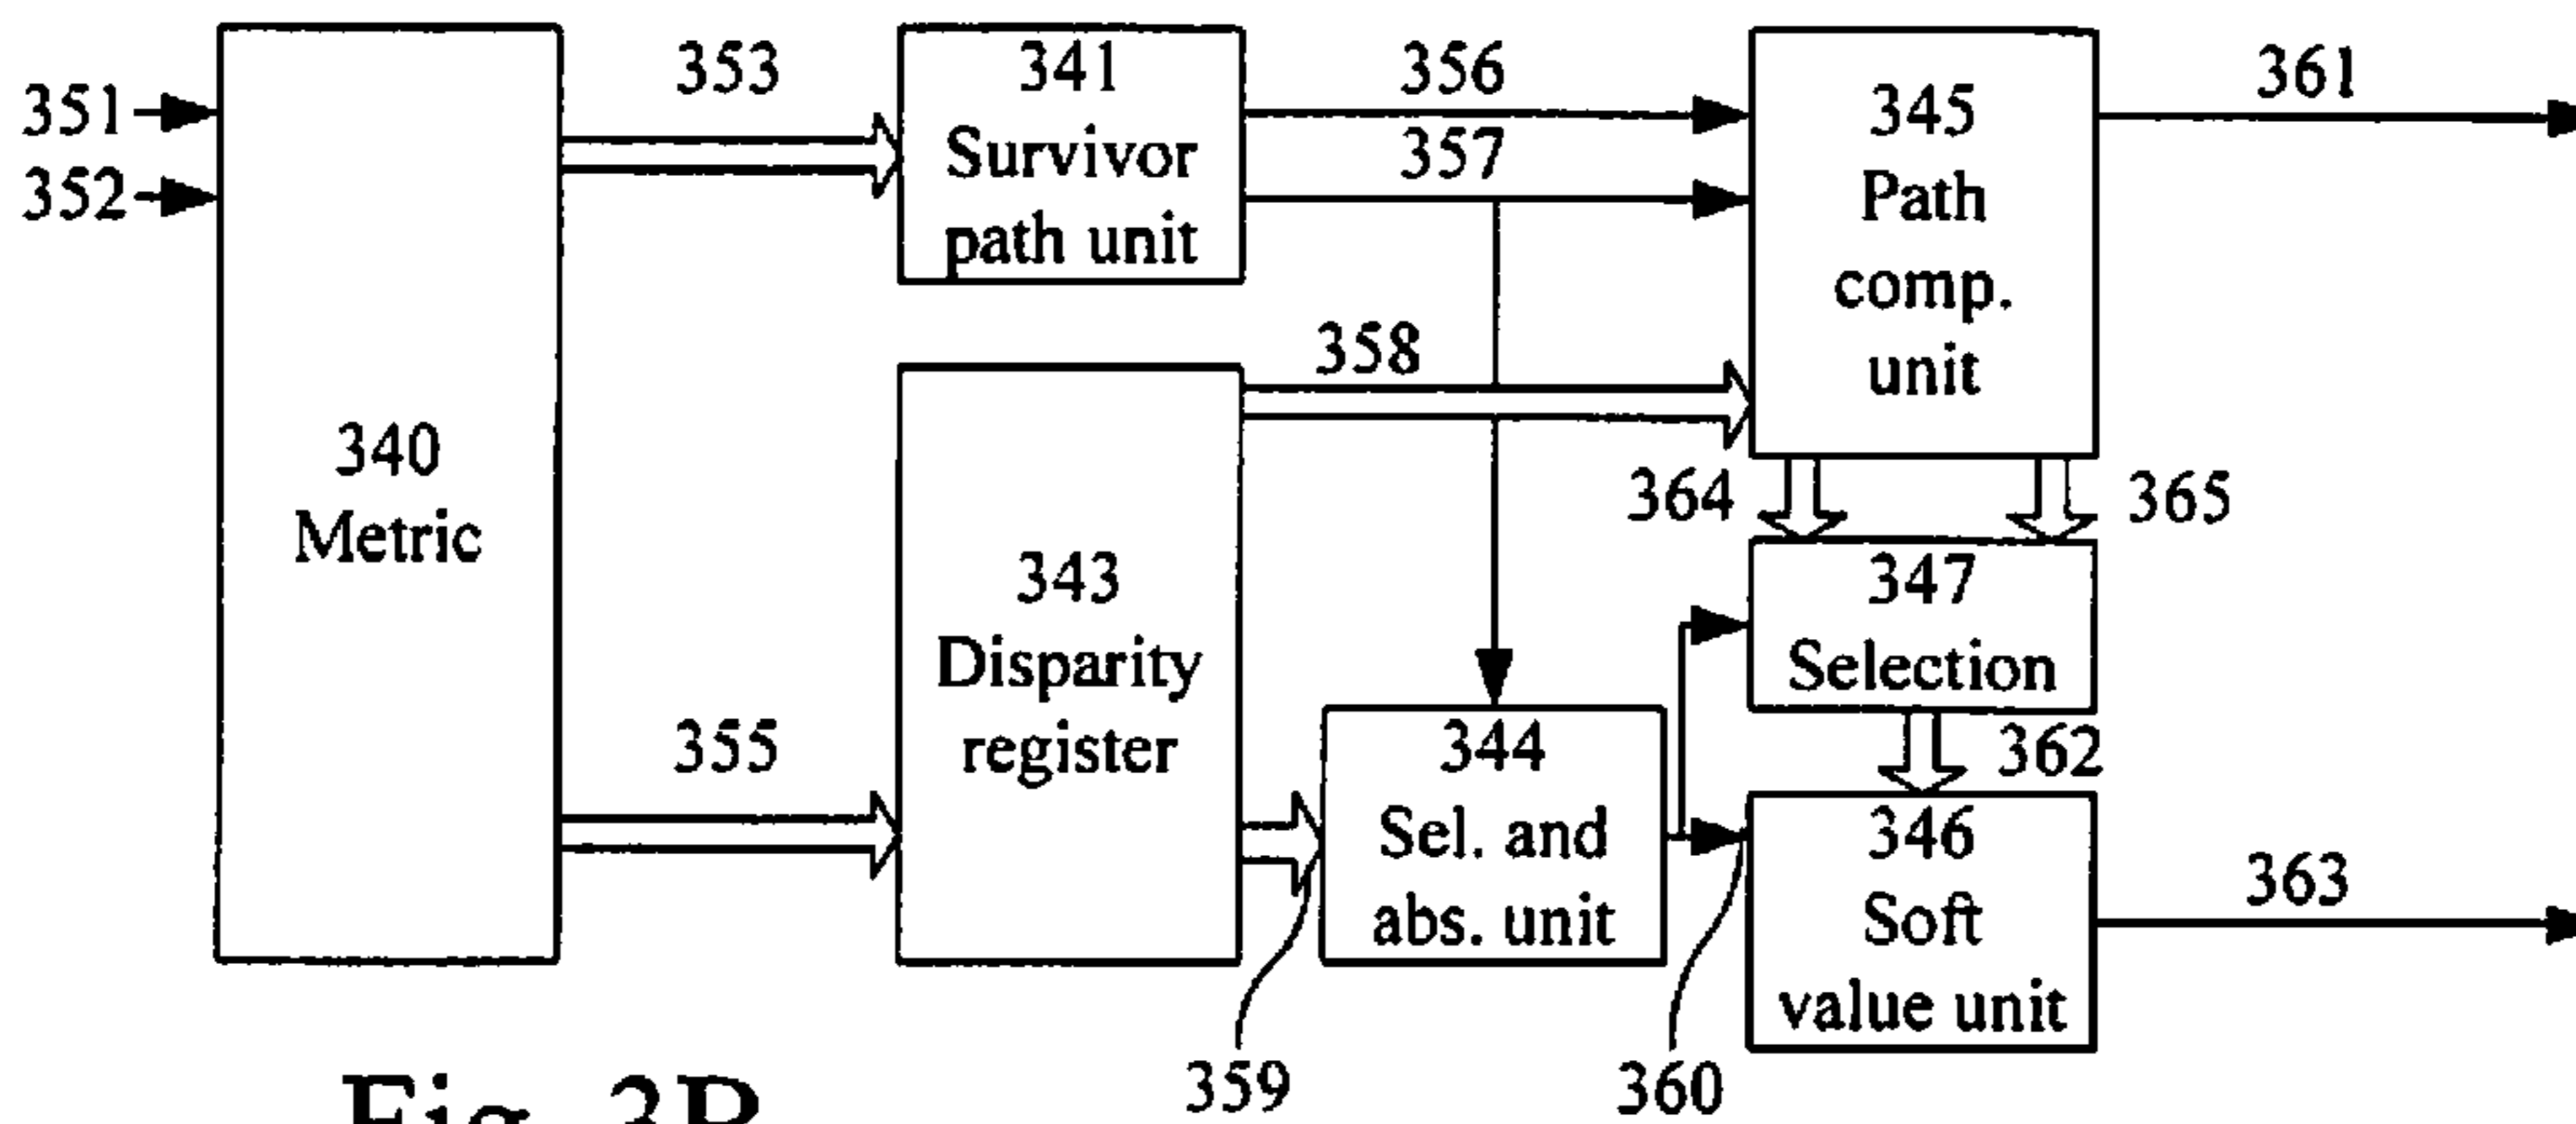 351
352
340
Metric
353
355
341
Survivor
path unit
343
Disparity
register
356
357
358
359
344
Sel. and
abs. unit
360
345
Path
comp.
unit
364
365
347
Selection
362
346
Soft
value unit
361
363